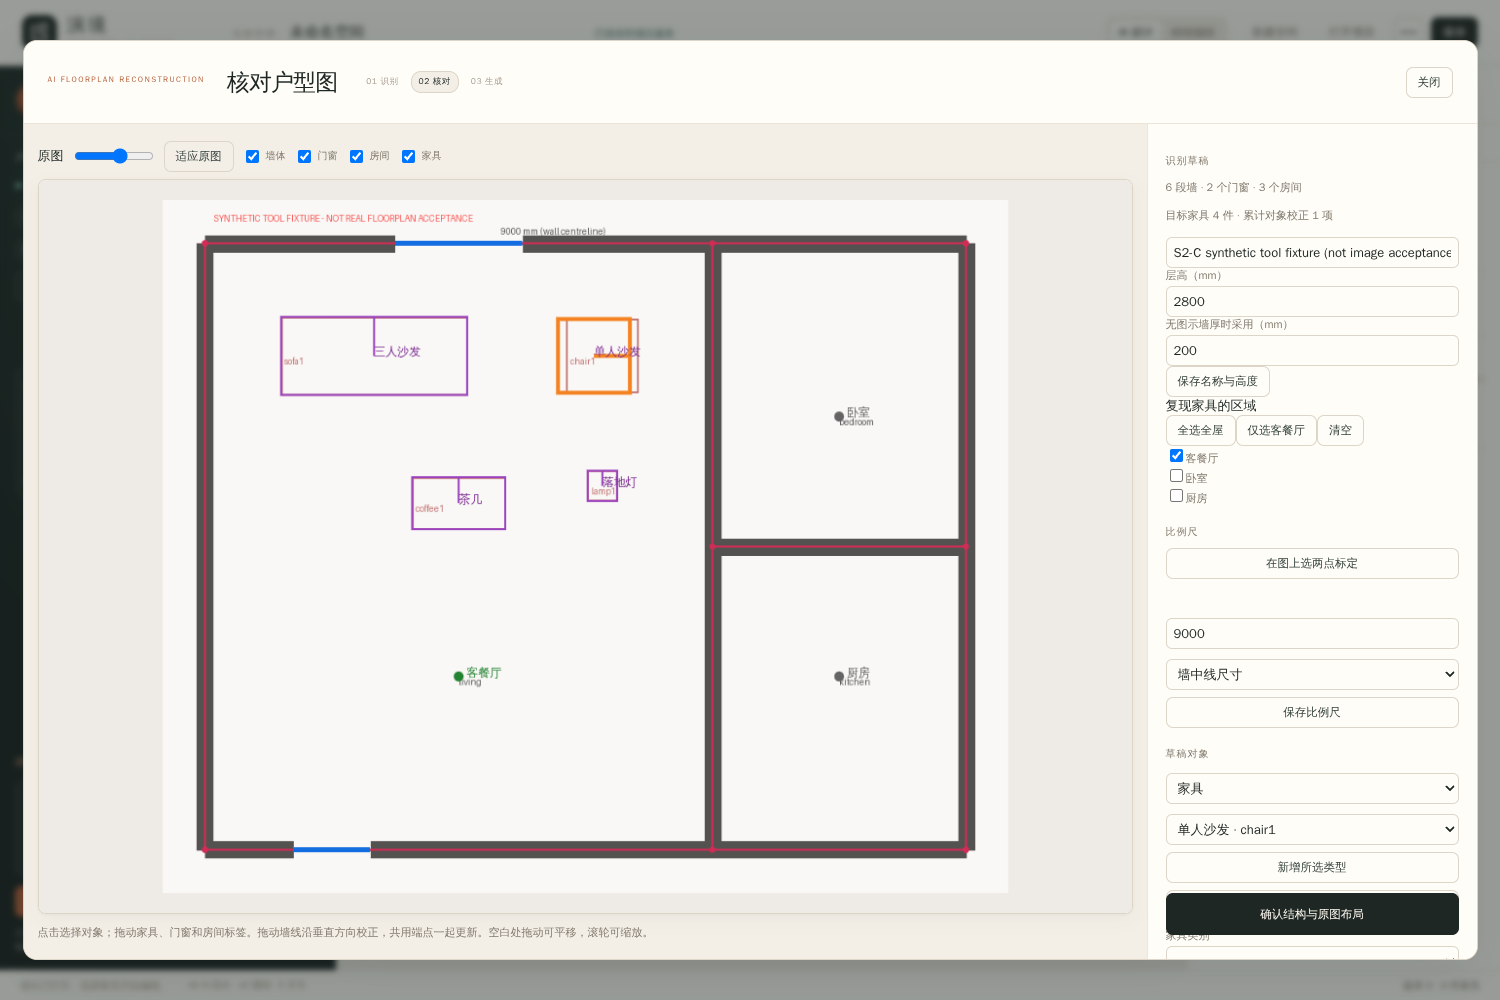 AI FLOORPLAN RECONSTRUCTION
核对户型图
01 识别
02 核对
03 生成
关闭
原图
适应原图
墙体
门窗
房间
家具
SYNTHETIC TOOL FIXTURE · NOT REAL FLOORPLAN ACCEPTANCE
9000 mm (wall centreline)
三人沙发
sofa1
单人沙发
chair1
卧室
bedroom
茶几
coffee1
落地灯
lamp1
客餐厅
living
厨房
kitchen
点击选择对象；拖动家具、门窗和房间标签。拖动墙线沿垂直方向校正，共用端点一起更新。空白处拖动可平移，滚轮可缩放。
识别草稿
6 段墙 · 2 个门窗 · 3 个房间
目标家具 4 件 · 累计对象校正 1 项
S2-C synthetic tool fixture (not image acceptance
层高（mm）
2800
无图示墙厚时采用（mm）
200
保存名称与高度
复现家具的区域
全选全屋
仅选客餐厅
清空
客餐厅
卧室
厨房
比例尺
在图上选两点标定
9000
墙中线尺寸
保存比例尺
草稿对象
家具
单人沙发 · chair1
新增所选类型
确认结构与原图布局
家具类别